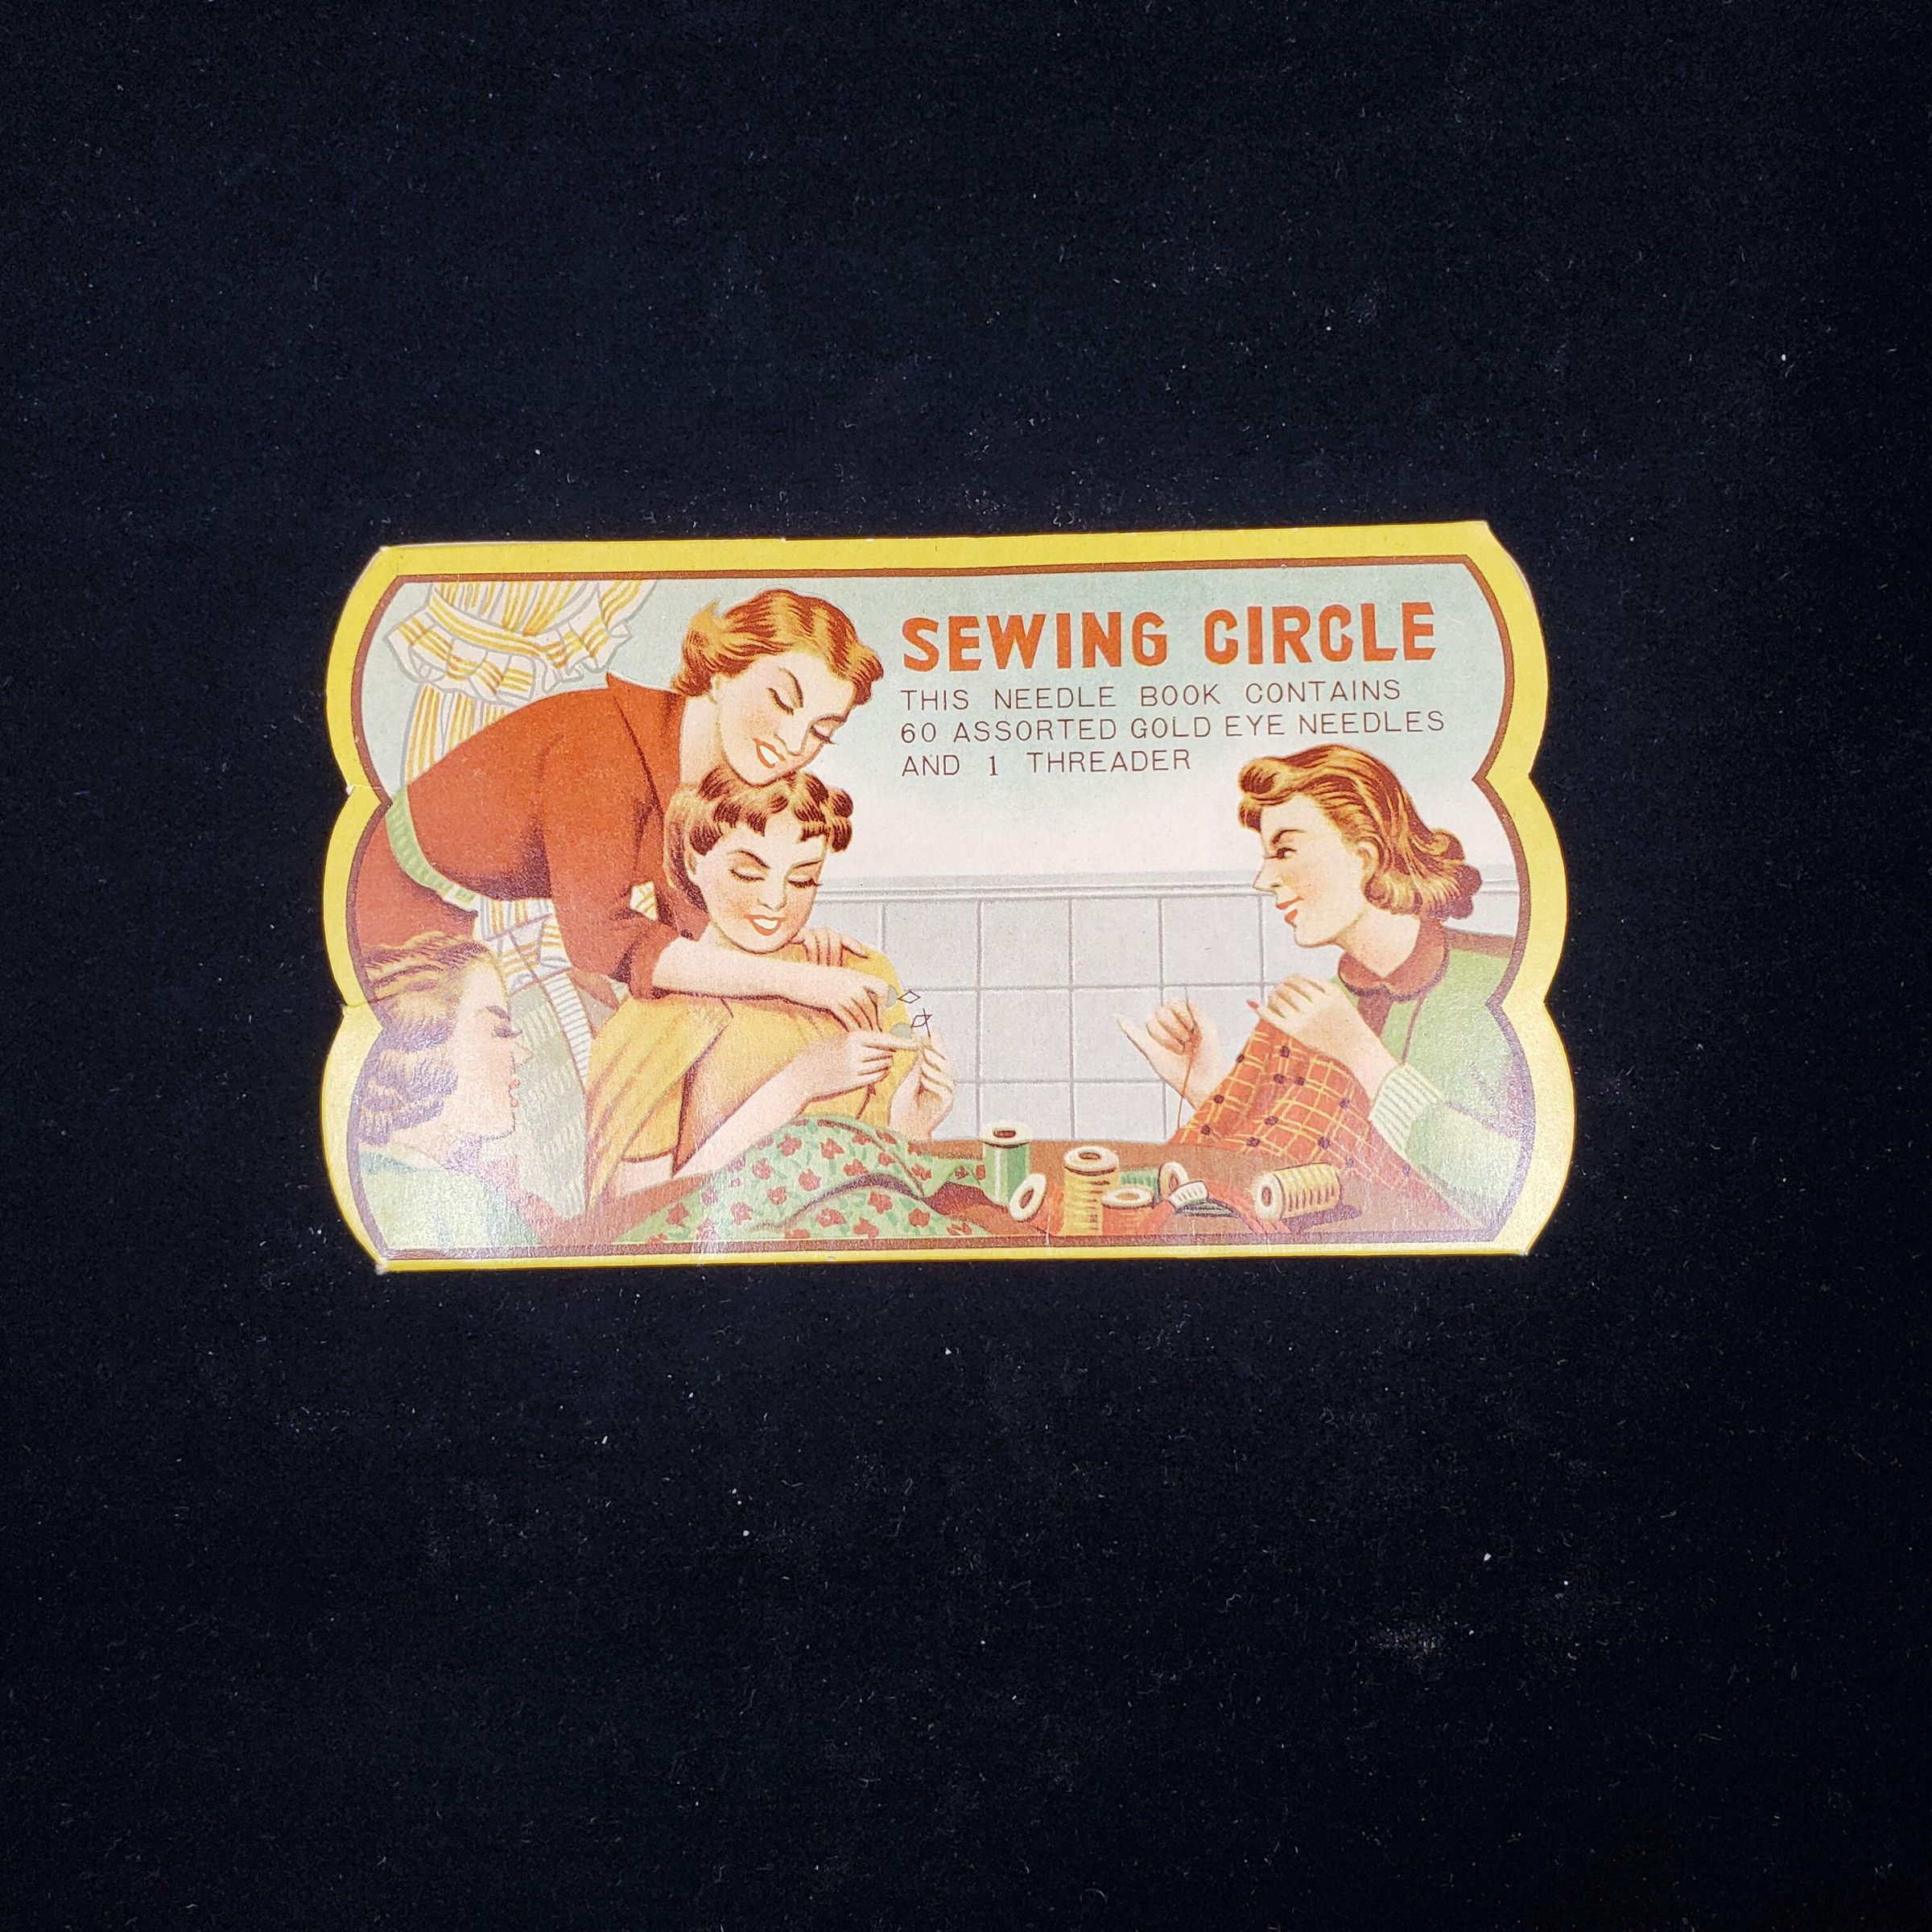 SEWING CIRCLE
THIS NEEDLE BOOK CONTAINS
60 ASSORTED GOLD EYE NEEDLES
AND 1 THREADER